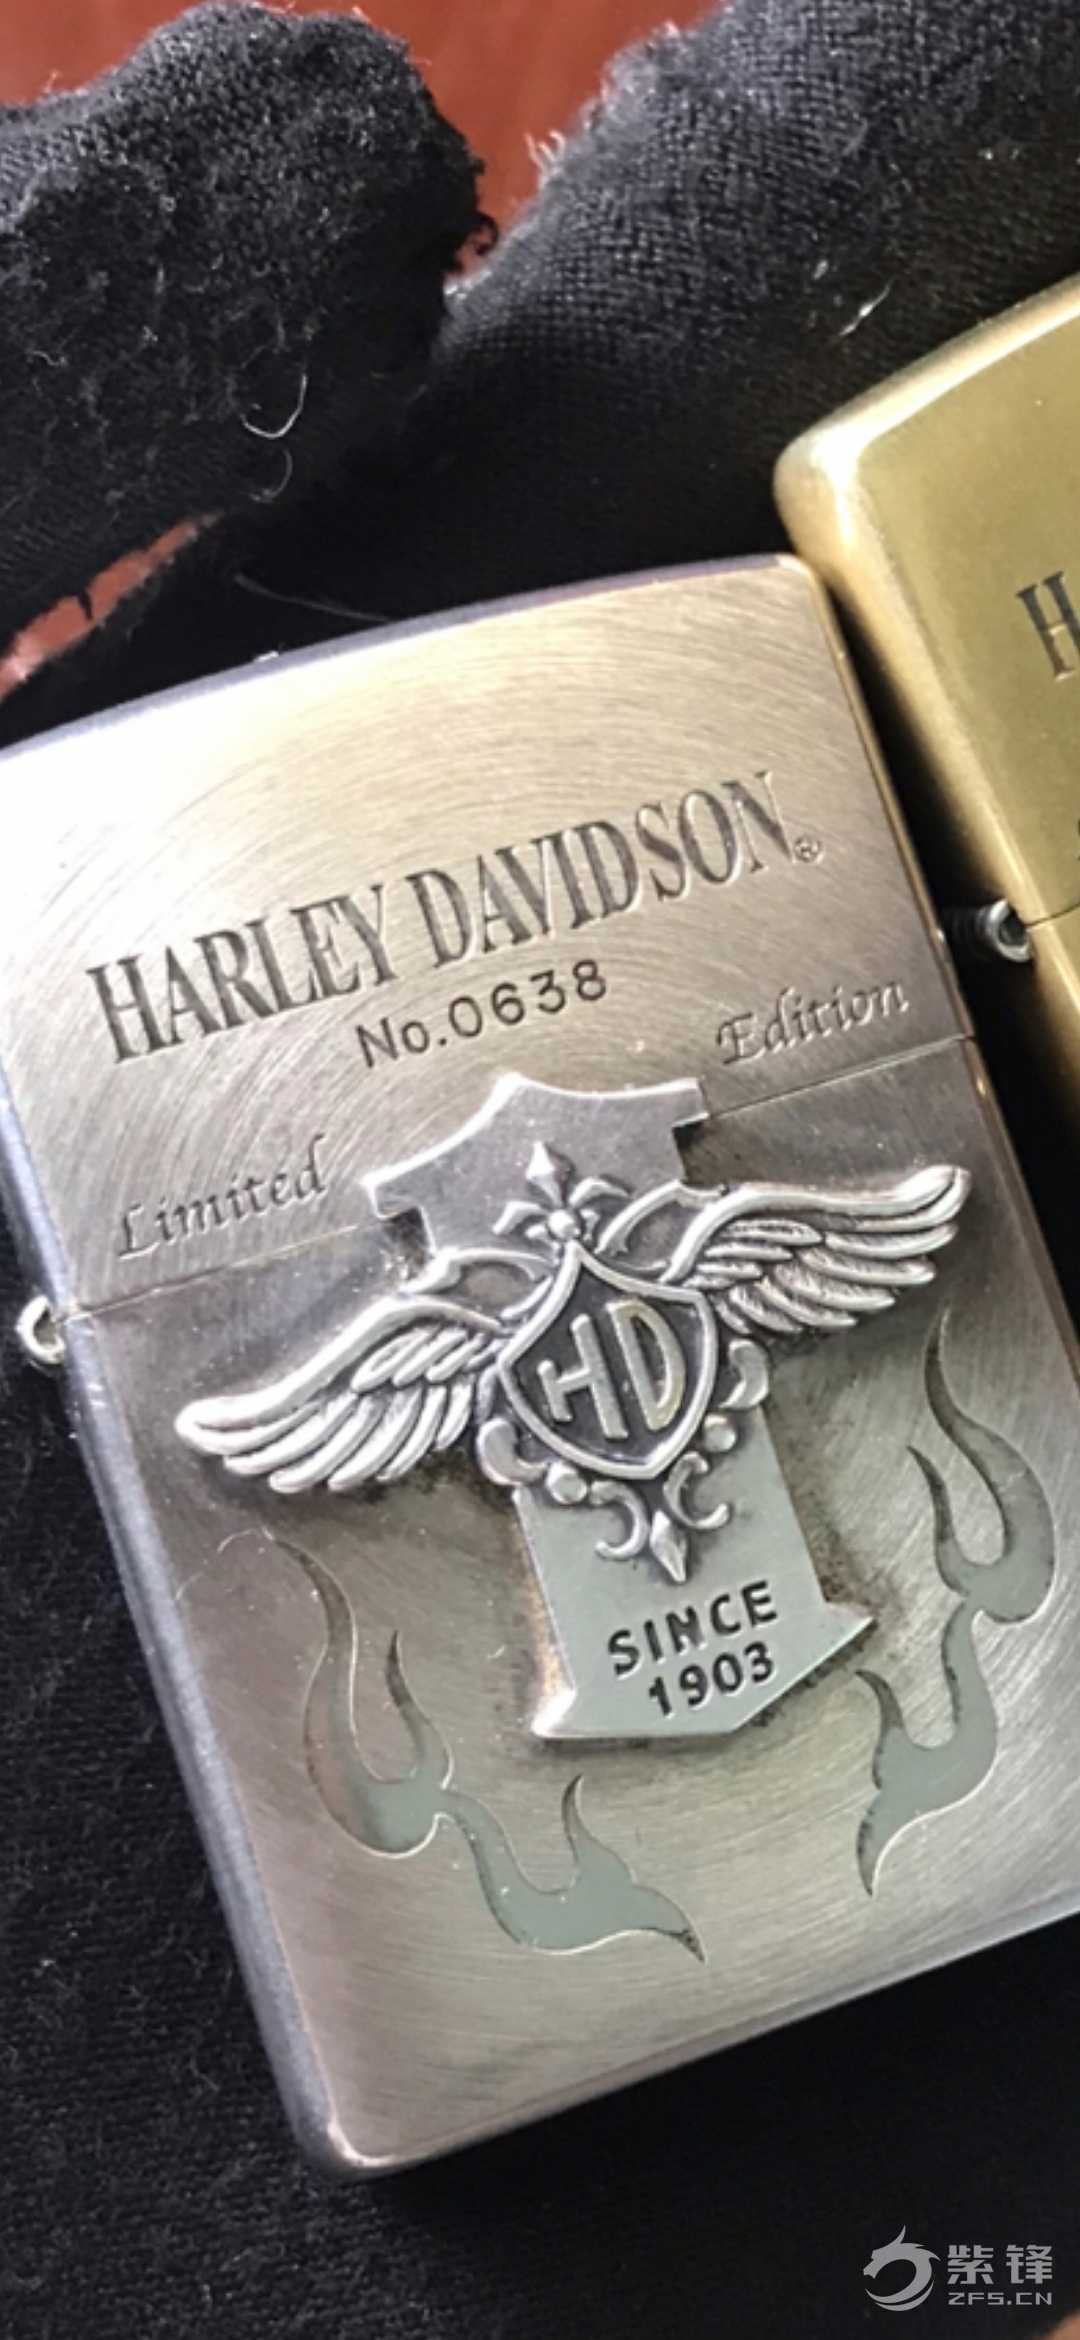 HARLEY DAVIDSON®
No.0638
Limited Edition
HD
SINCE
1903
H
紫锋
ZFS.CN